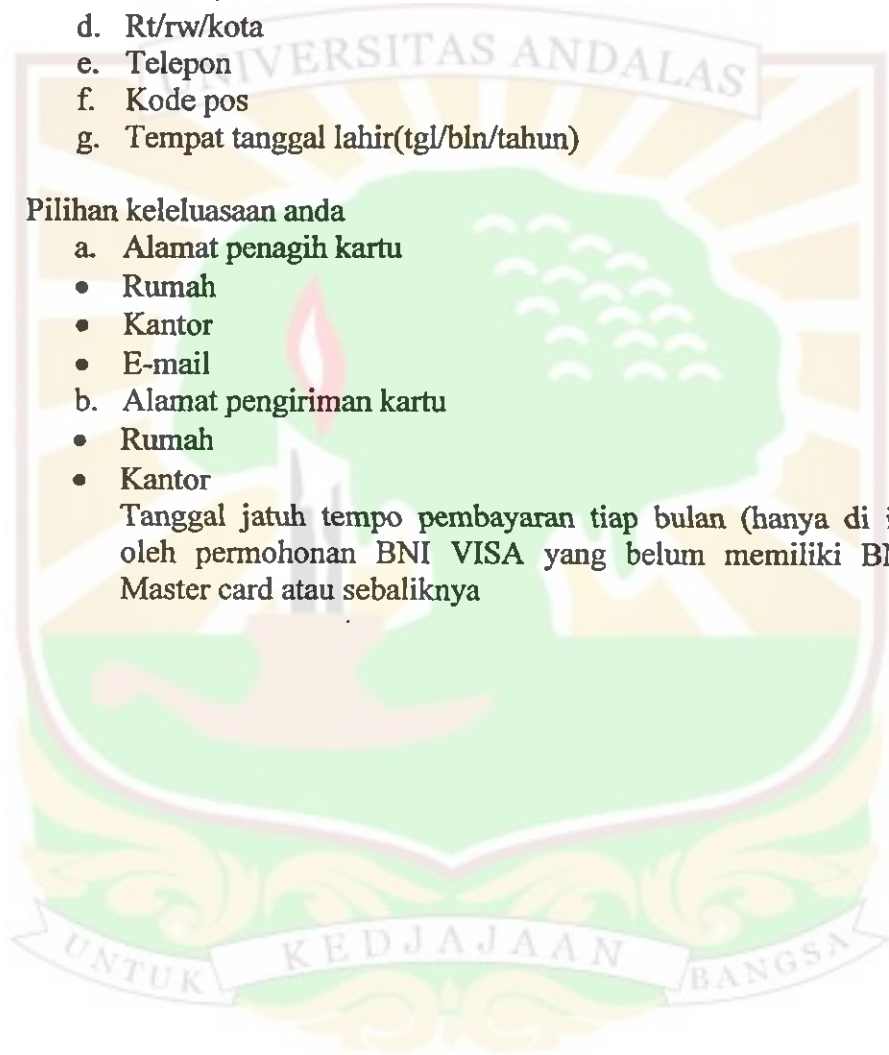 d. Rt/rw/kota
e. Telepon
f. Kode pos
g. Tempat tanggal lahir(tgl/bln/tahun)
UNIVERSITAS ANDALAS
Pilihan keleluasaan anda
a. Alamat penagih kartu
• Rumah
• Kantor
• E-mail
b. Alamat pengiriman kartu
• Rumah
• Kantor
Tanggal jatuh tempo pembayaran tiap bulan (hanya di
oleh permohonan BNI VISA yang belum memiliki
Master card atau sebaliknya
UNTUK KEDJAJAAN BANGSA